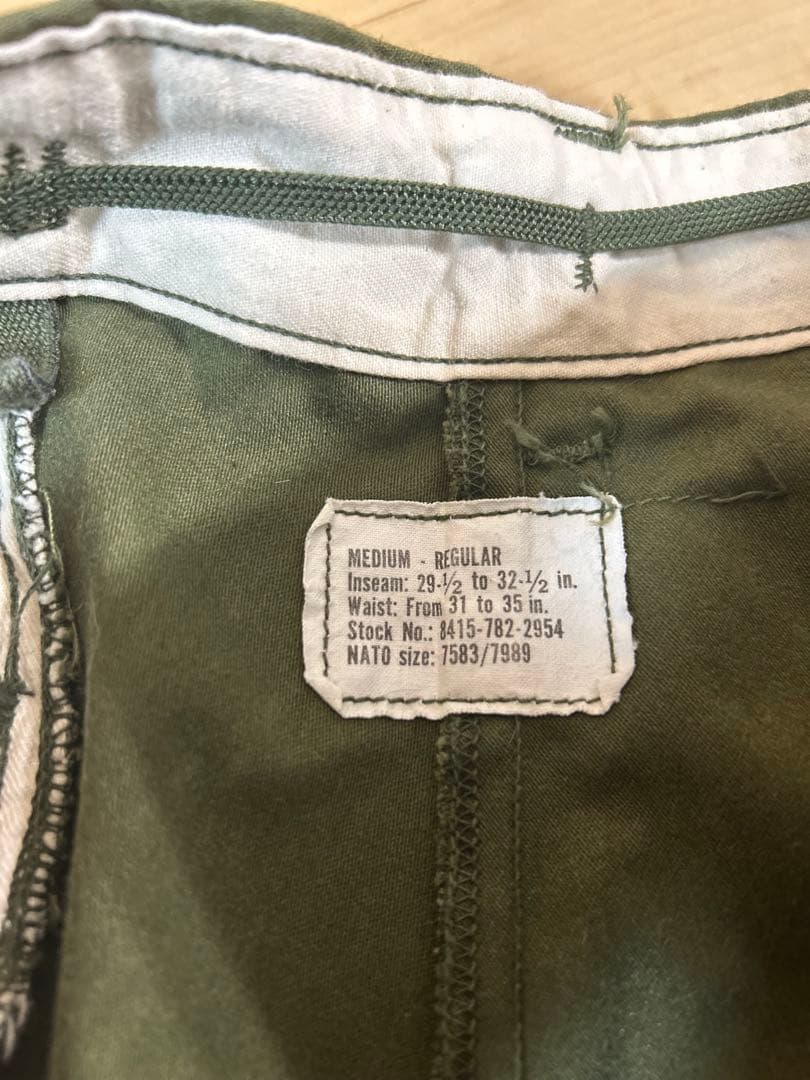 MEDIUM - REGULAR
Inseam: 29-1/2 to 32-1/2 in.
Waist: From 31 to 35 in.
Stock No.: 8415-782-2954
NATO size: 7583/7989